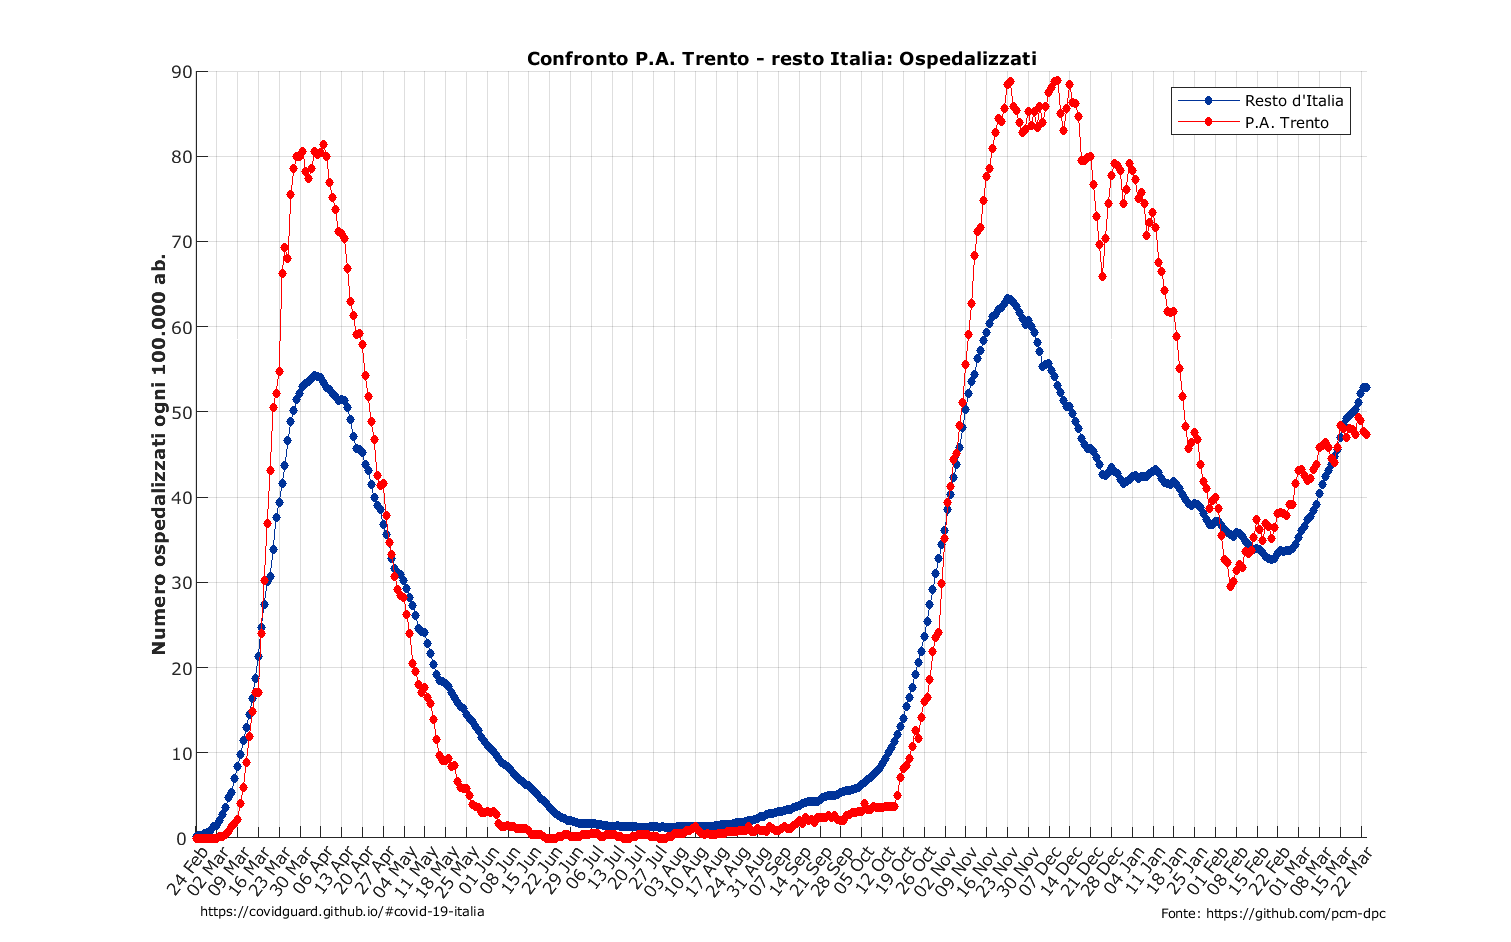 Confronto P.A. Trento - resto Italia: Ospedalizzati
Numero ospedalizzati ogni 100.000 ab.
90
80
70
60
50
40
30
20
10
0
Resto d'Italia
P.A. Trento
24 Feb
02 Mar
09 Mar
16 Mar
23 Mar
30 Mar
06 Apr
13 Apr
20 Apr
27 Apr
04 May
11 May
18 May
25 May
01 Jun
08 Jun
15 Jun
22 Jun
29 Jun
06 Jul
13 Jul
20 Jul
27 Jul
03 Aug
10 Aug
17 Aug
24 Aug
31 Aug
07 Sep
14 Sep
21 Sep
28 Sep
05 Oct
12 Oct
19 Oct
26 Oct
02 Nov
09 Nov
16 Nov
23 Nov
30 Nov
07 Dec
14 Dec
21 Dec
28 Dec
04 Jan
11 Jan
18 Jan
25 Jan
01 Feb
08 Feb
15 Feb
22 Feb
01 Mar
08 Mar
15 Mar
22 Mar
https://covidguard.github.io/#covid-19-italia
Fonte: https://github.com/pcm-dpc